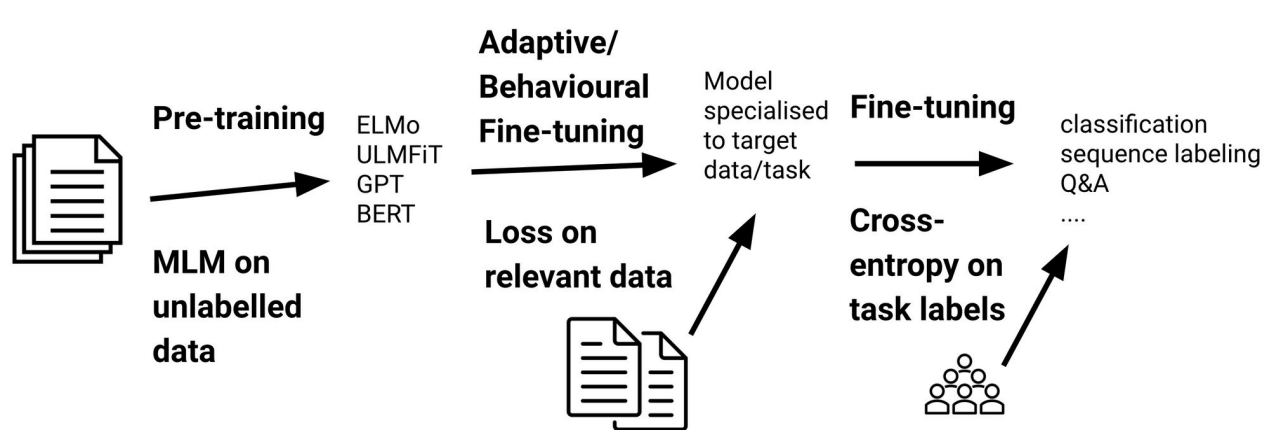 Pre-training
MLM on
unlabelled
data
ELMo
ULMFiT
GPT
BERT
Adaptive/
Behavioural
Fine-tuning
Loss on
relevant data
Model
specialised
to target
data/task
Fine-tuning
Cross-
entropy on
task labels
classification
sequence labeling
Q&A
....